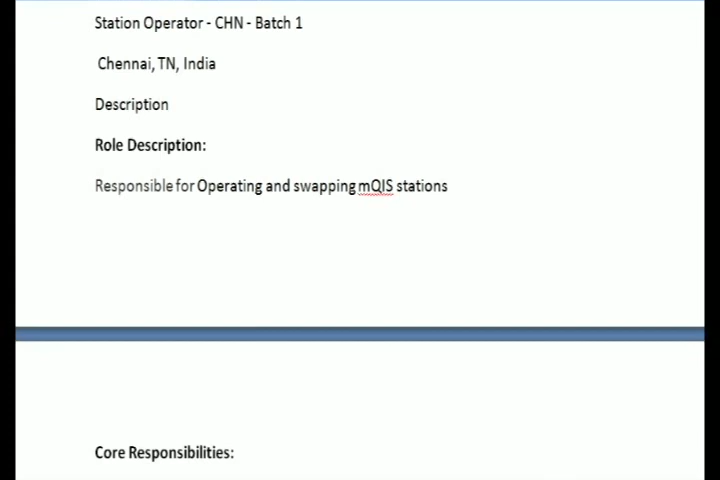 Station Operator - CHN - Batch 1
Chennai, TN, India
Description
Role Description:
Responsible for Operating and swapping mQIS stations
Core Responsibilities: